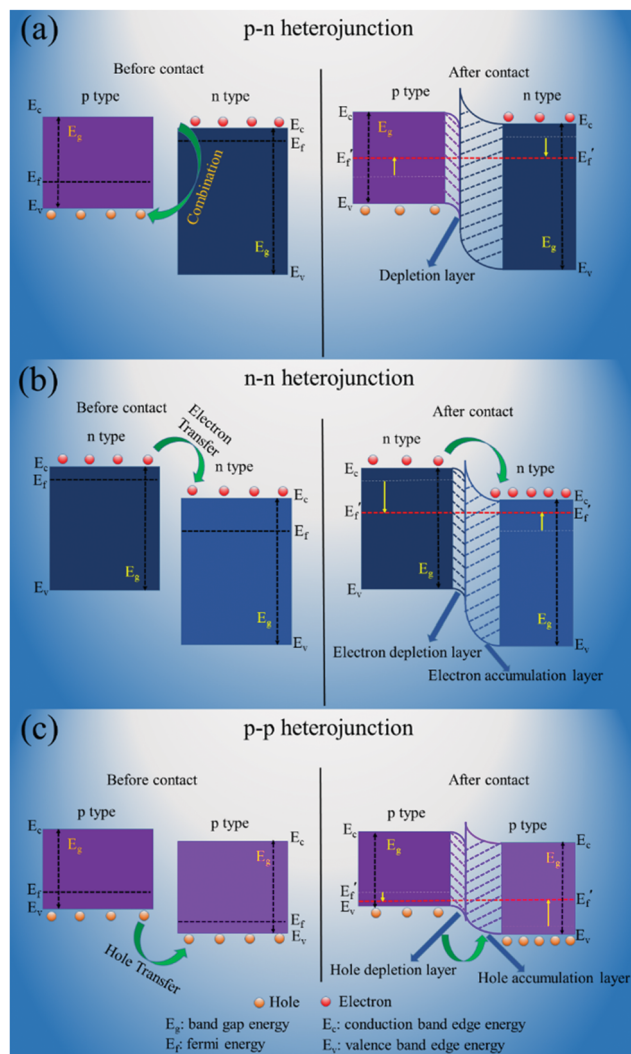 (a)
p-n heterojunction
Before contact
After contact
p type
n type
p type
n type
Ec
Eg
Ef
Ev
Ec
Ef
Combination
Eg
Ev
Eg
Ef'
Ev
Ec
Ef'
Eg
Ev
Depletion layer
(b)
n-n heterojunction
Before contact
Electron Transfer
After contact
n type
n type
n type
n type
Ec
Ef
Eg
Ev
Ec
Ef
Eg
Ev
Ec
Ef'
Eg
Ev
Ec
Ef'
Eg
Ev
Electron depletion layer
Electron accumulation layer
(c)
p-p heterojunction
Before contact
After contact
p type
p type
p type
p type
Ec
Eg
Ef
Ev
Ec
Eg
Ef
Ev
Hole Transfer
Ec
Eg
Ef'
Ev
Ec
Eg
Ef'
Ev
Hole depletion layer
Hole accumulation layer
Hole
Electron
Eg: band gap energy
Ec: conduction band edge energy
Ef: fermi energy
Ev: valence band edge energy